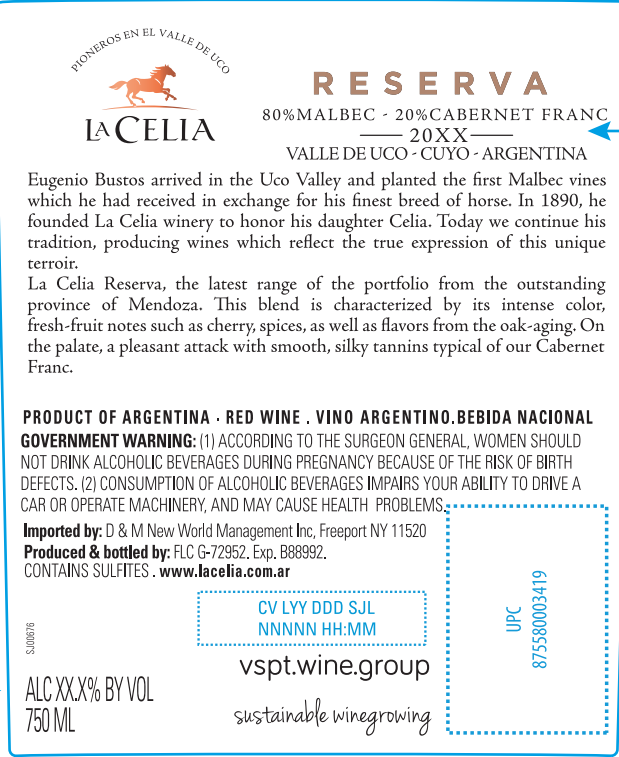 PIONEROS EN EL VALLE DE UCO
LA CELIA
RESERVA
80%MALBEC - 20%CABERNET FRANC
20XX
VALLE DE UCO - CUYO - ARGENTINA
Eugenio Bustos arrived in the Uco Valley and planted the first Malbec vines
which he had received in exchange for his finest breed of horse. In 1890, he
founded La Celia winery to honor his daughter Celia. Today we continue his
tradition, producing wines which reflect the true expression of this unique
terroir.
La Celia Reserva, the latest range of the portfolio from the outstanding
province of Mendoza. This blend is characterized by its intense color,
fresh-fruit notes such as cherry, spices, as well as flavors from the oak-aging. On
the palate, a pleasant attack with smooth, silky tannins typical of our Cabernet
Franc.
PRODUCT OF ARGENTINA · RED WINE . VINO ARGENTINO.BEBIDA NACIONAL
GOVERNMENT WARNING: (1) ACCORDING TO THE SURGEON GENERAL, WOMEN SHOULD
NOT DRINK ALCOHOLIC BEVERAGES DURING PREGNANCY BECAUSE OF THE RISK OF BIRTH
DEFECTS. (2) CONSUMPTION OF ALCOHOLIC BEVERAGES IMPAIRS YOUR ABILITY TO DRIVE A
CAR OR OPERATE MACHINERY, AND MAY CAUSE HEALTH PROBLEMS.
Imported by: D & M New World Management Inc, Freeport NY 11520
Produced & bottled by: FLC G-72952. Exp. B88992.
CONTAINS SULFITES . www.lacelia.com.ar
CV LYY DDD SJL
NNNNN HH:MM
UPC
875580003419
SJ00676
vspt.wine.group
sustainable winegrowing
ALC XX.X% BY VOL
750 ML